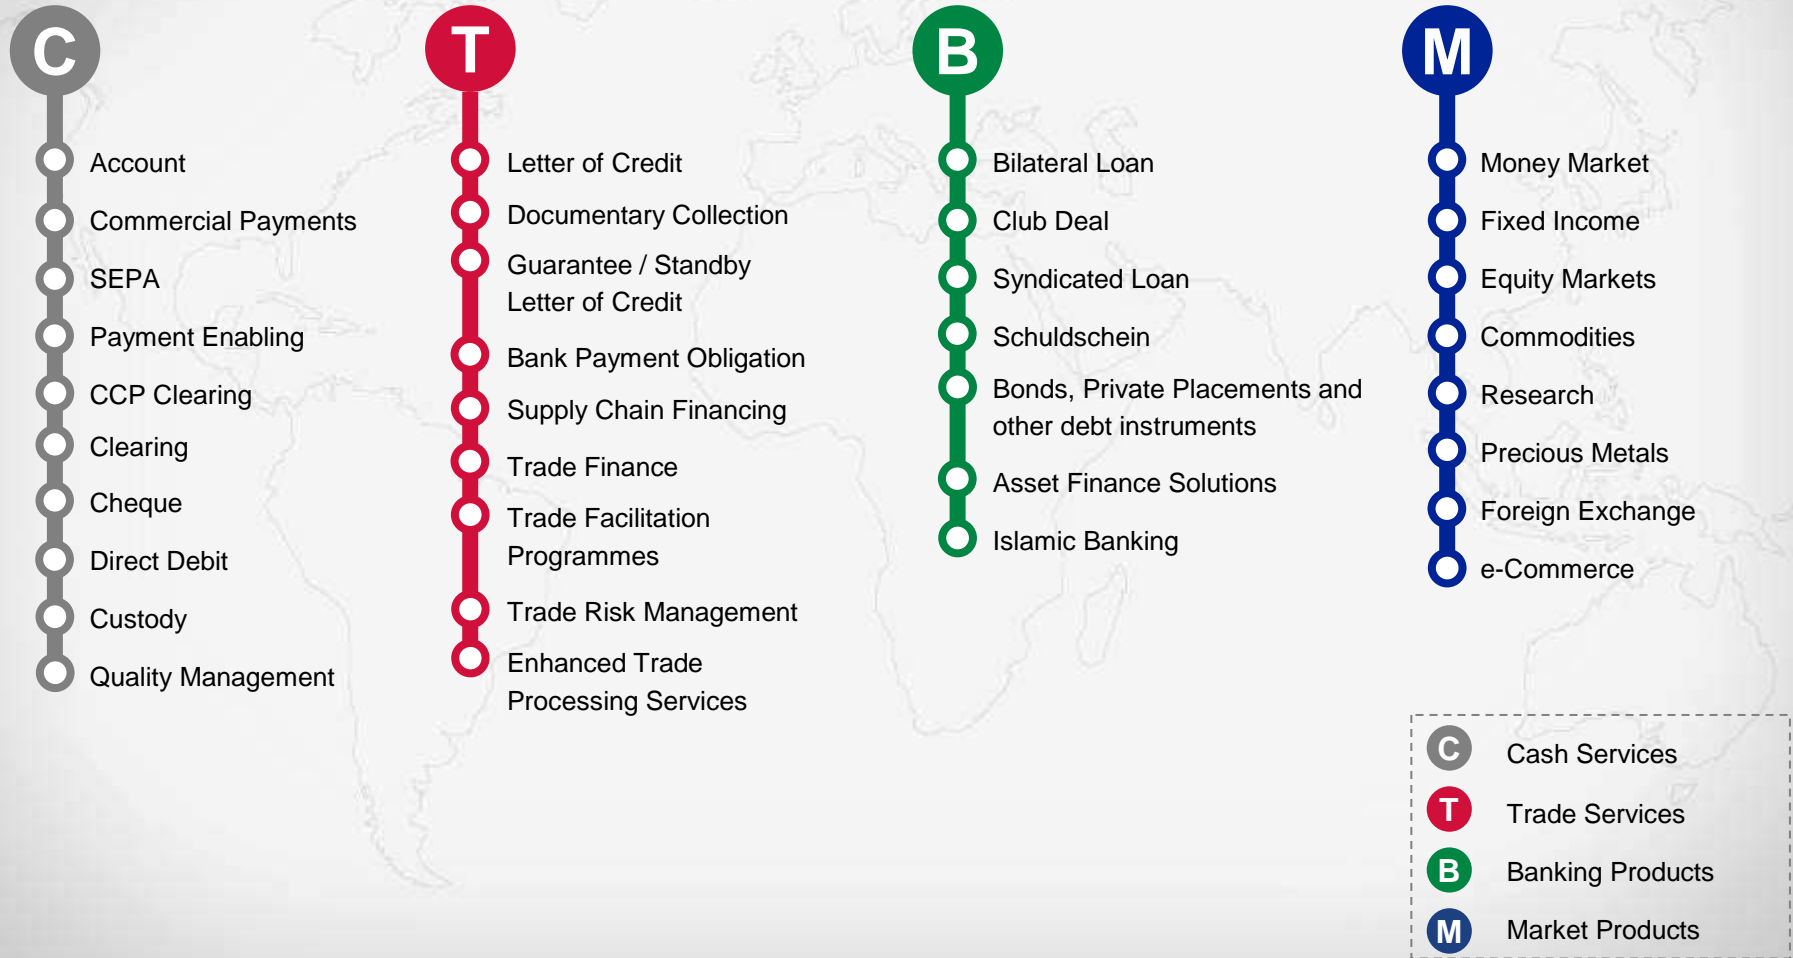 C
Account
Commercial Payments
SEPA
Payment Enabling
CCP Clearing
Clearing
Cheque
Direct Debit
Custody
Quality Management
T
Letter of Credit
Documentary Collection
Guarantee / Standby
Letter of Credit
Bank Payment Obligation
Supply Chain Financing
Trade Finance
Trade Facilitation
Programmes
Trade Risk Management
Enhanced Trade
Processing Services
B
Bilateral Loan
Club Deal
Syndicated Loan
Schuldschein
Bonds, Private Placements and
other debt instruments
Asset Finance Solutions
Islamic Banking
M
Money Market
Fixed Income
Equity Markets
Commodities
Research
Precious Metals
Foreign Exchange
e-Commerce
C Cash Services
T Trade Services
B Banking Products
M Market Products